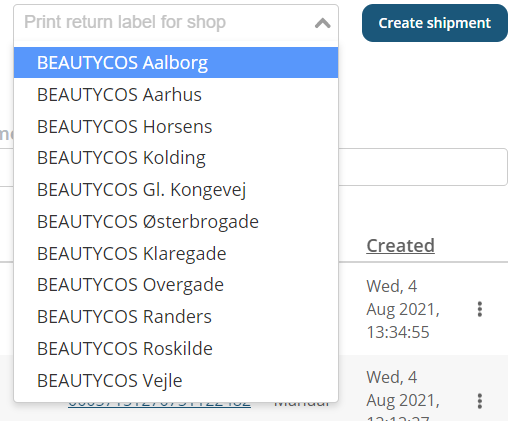 Print return label for shop
Create shipment
BEAUTYCOS Aalborg
BEAUTYCOS Aarhus
BEAUTYCOS Horsens
BEAUTYCOS Kolding
BEAUTYCOS Gl. Kongevej
BEAUTYCOS Østerbrogade
BEAUTYCOS Klaregade
BEAUTYCOS Overgade
BEAUTYCOS Randers
BEAUTYCOS Roskilde
BEAUTYCOS Vejle
Created
Wed, 4
Aug 2021,
13:34:55
Wed, 4
Aug 2021,
Manual